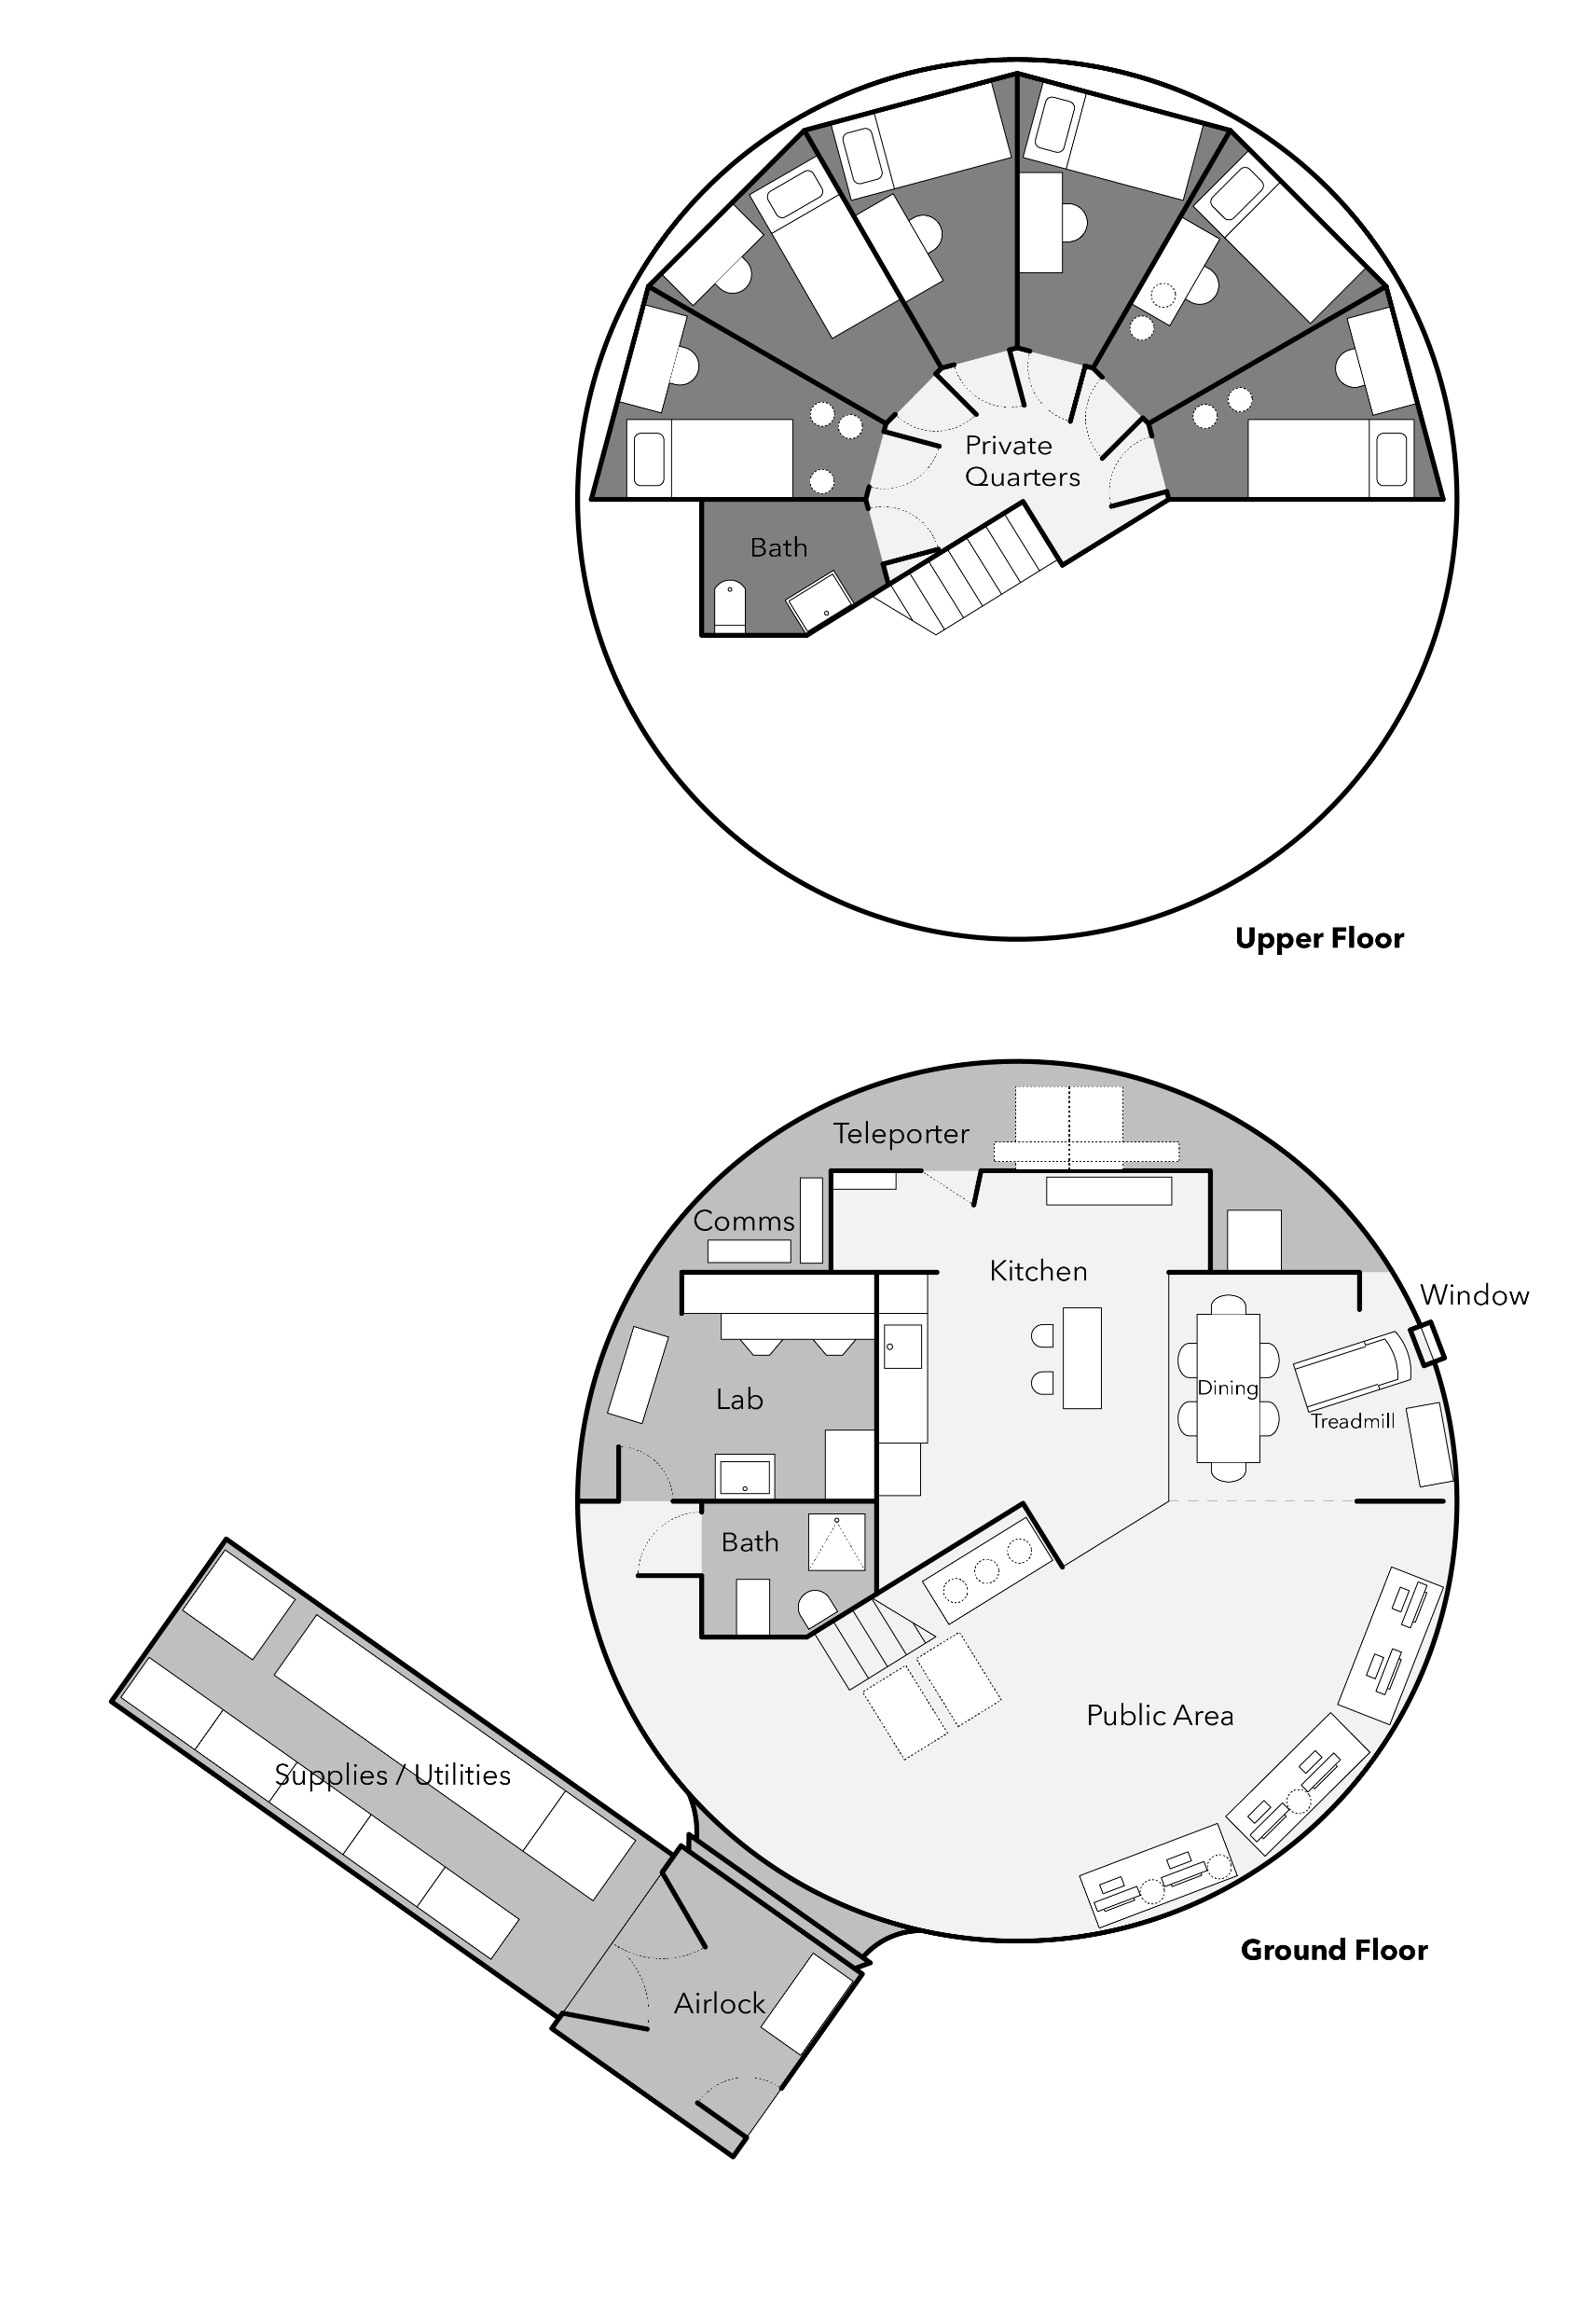 Private
Quarters
Bath
Upper Floor
Teleporter
Comms
Kitchen
Window
Dining
Lab
Treadmill
Bath
Public Area
Supplies / Utilities
Ground Floor
Airlock